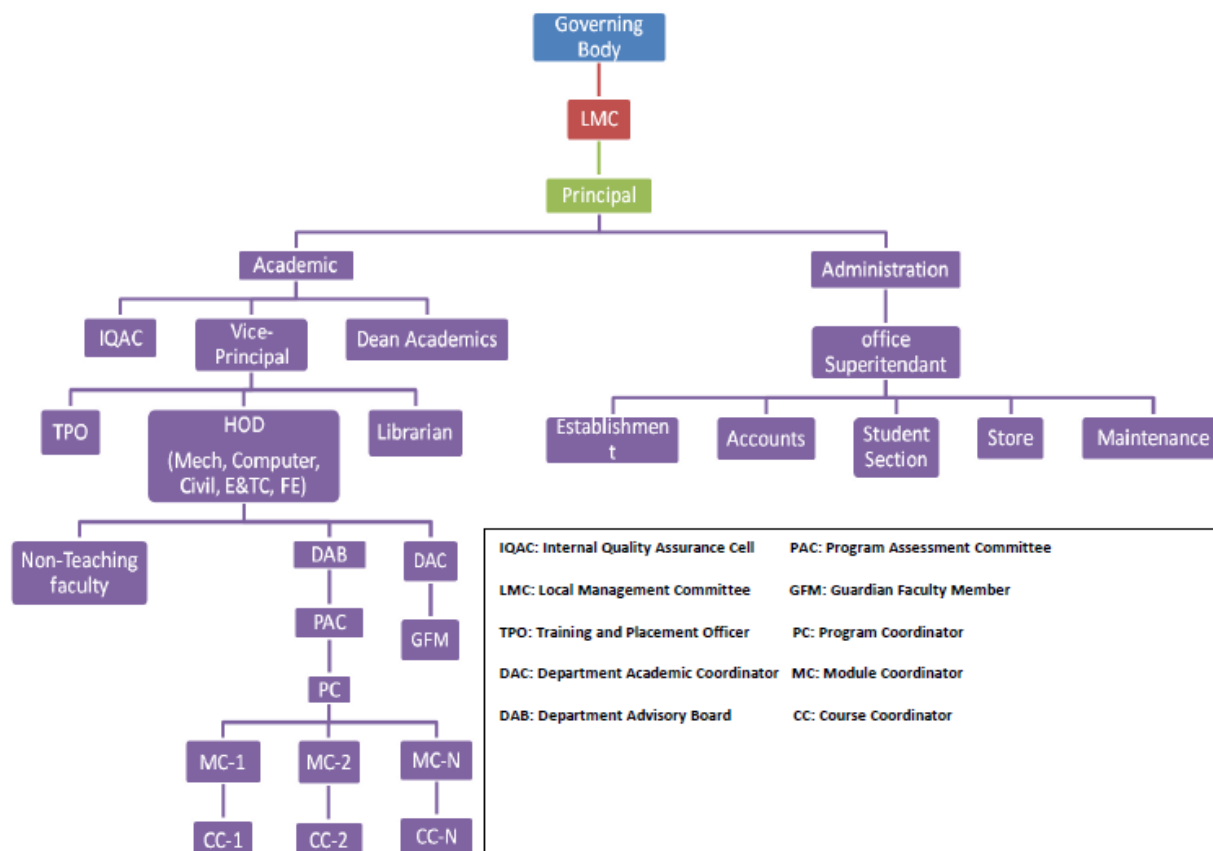 Governing
Body
LMC
Principal
Academic
Administration
IQAC
Vice-
Principal
Dean Academics
office
Superitendant
TPO
HOD
(Mech, Computer,
Civil, E&TC, FE)
Librarian
Establishmen
t
Accounts
Student
Section
Store
Maintenance
Non-Teaching
faculty
DAB
DAC
PAC
GFM
PC
MC-1
MC-2
MC-N
CC-1
CC-2
CC-N
IQAC: Internal Quality Assurance Cell
PAC: Program Assessment Committee
LMC: Local Management Committee
GFM: Guardian Faculty Member
TPO: Training and Placement Officer
PC: Program Coordinator
DAC: Department Academic Coordinator
MC: Module Coordinator
DAB: Department Advisory Board
CC: Course Coordinator